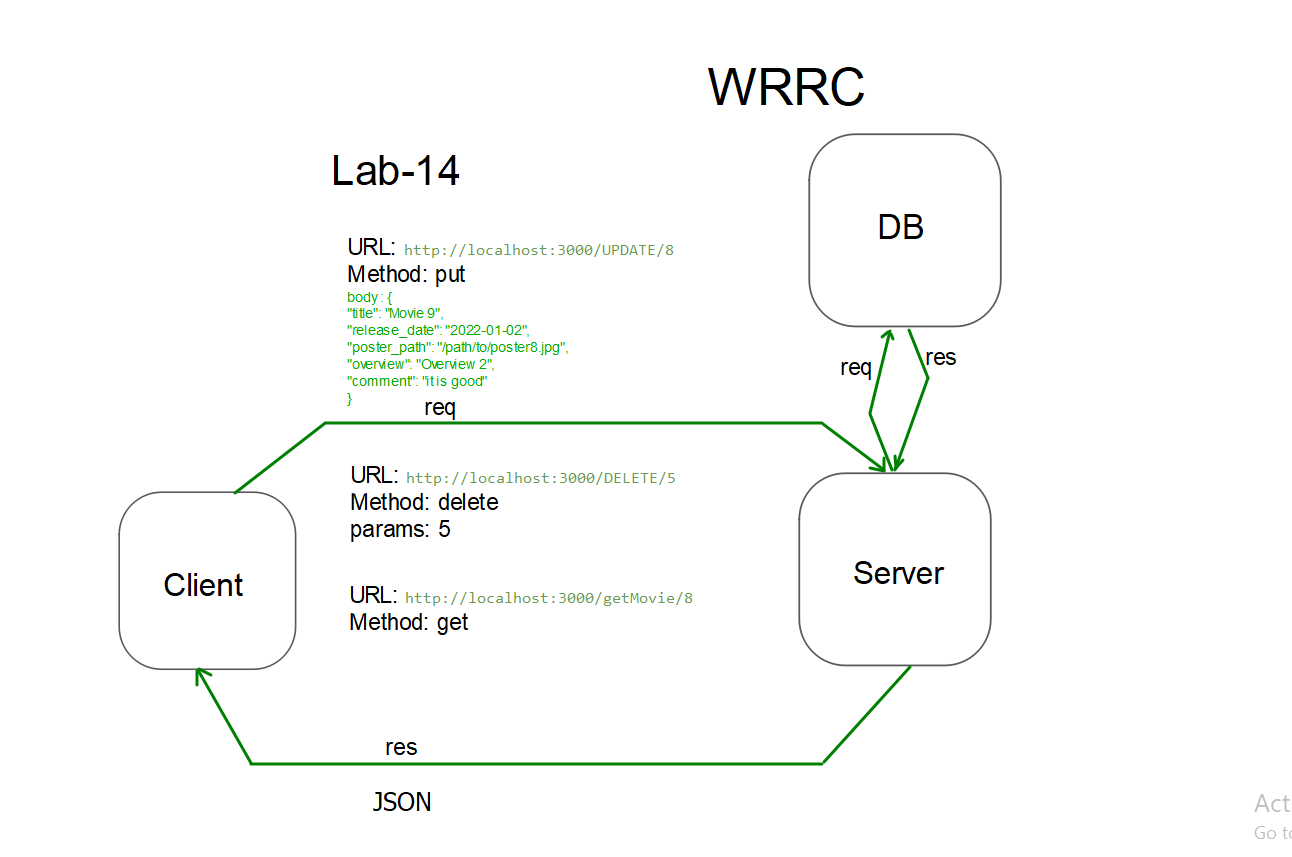 WRRC
Lab-14
DB
URL: http://localhost:3000/UPDATE/8
Method: put
body : {
"title": "Movie 9",
"release_date": "2022-01-02",
"poster_path": "/path/to/poster8.jpg",
"overview": "Overview 2",
"comment": "it is good"
}
req
res
req
URL: http://localhost:3000/DELETE/5
Method: delete
params: 5
Client
Server
URL: http://localhost:3000/getMovie/8
Method: get
res
JSON
Act
Go to